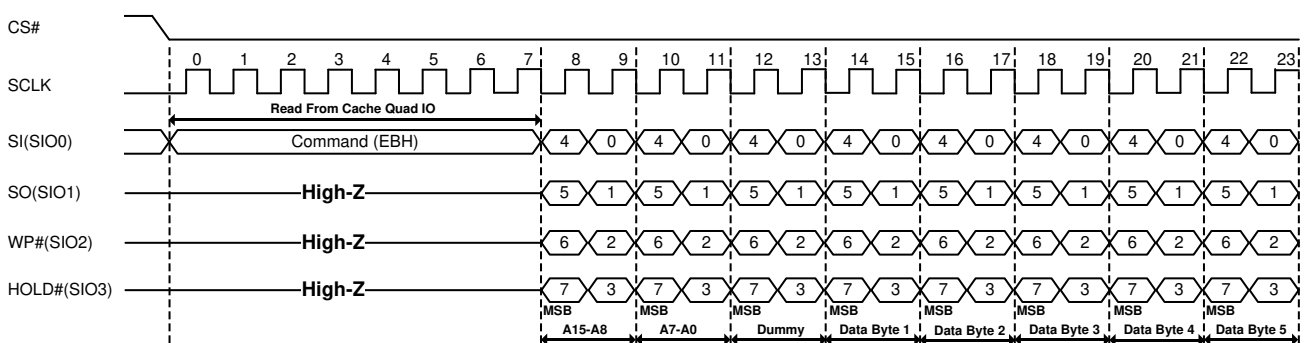 CS#
0 1 2 3 4 5 6 7 8 9 10 11 12 13 14 15 16 17 18 19 20 21 22 23
SCLK
Read From Cache Quad IO
SI(SIO0) Command (EBH) 4 0 4 0 4 0 4 0 4 0 4 0 4 0 4 0
SO(SIO1) High-Z 5 1 5 1 5 1 5 1 5 1 5 1 5 1 5 1
WP#(SIO2) High-Z 6 2 6 2 6 2 6 2 6 2 6 2 6 2 6 2
HOLD#(SIO3) High-Z 7 3 7 3 7 3 7 3 7 3 7 3 7 3 7 3
MSB MSB MSB MSB MSB MSB MSB MSB
A15-A8 A7-A0 Dummy Data Byte 1 Data Byte 2 Data Byte 3 Data Byte 4 Data Byte 5